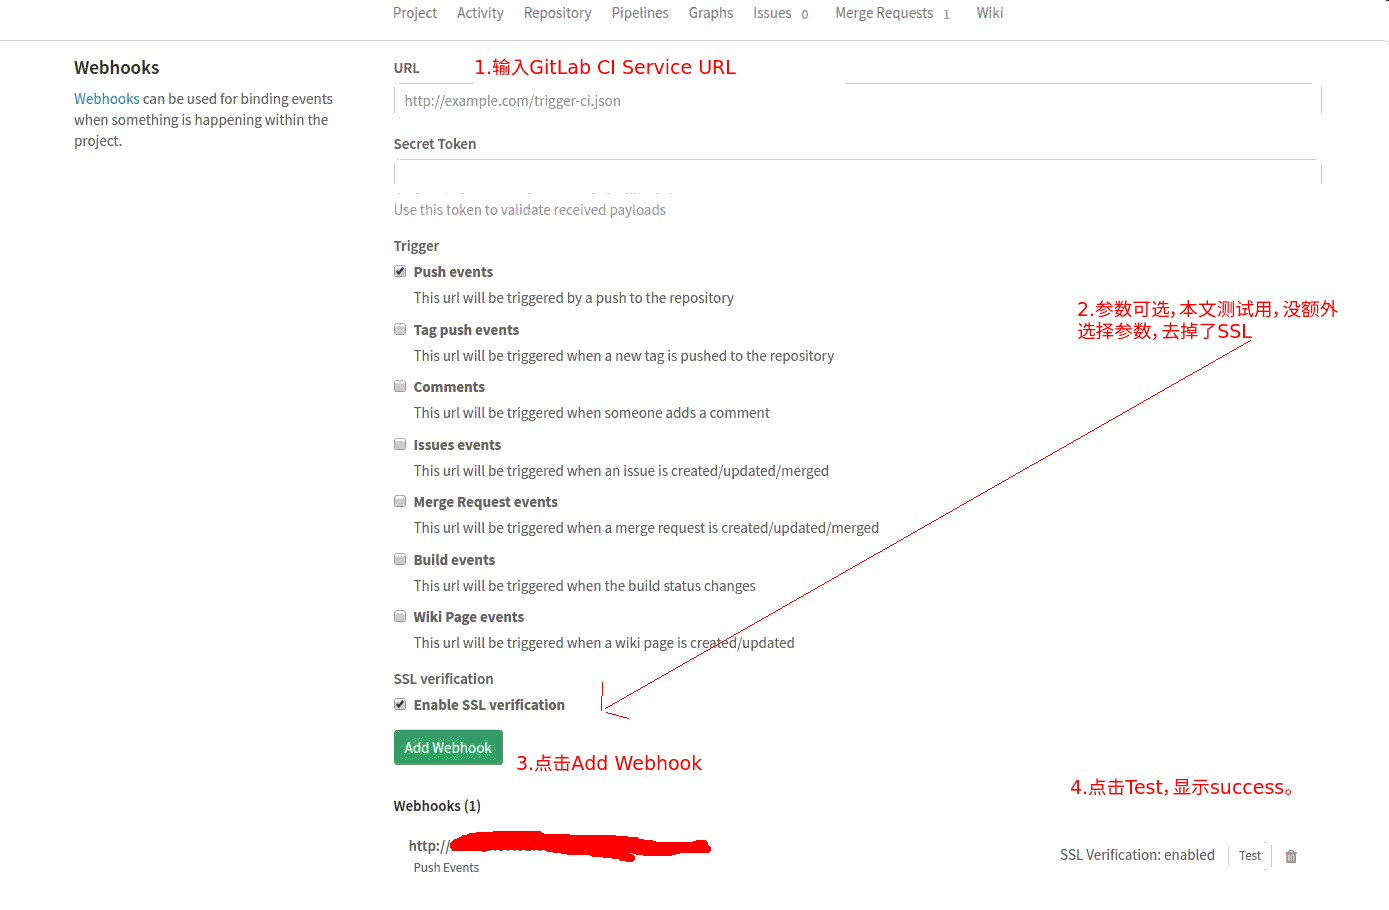 Project Activity Repository Pipelines Graphs Issues 0 Merge Requests 1 Wiki
Webhooks
Webhooks can be used for binding events
when something is happening within the
project.
URL
1.输入GitLab CI Service URL
http://example.com/trigger-ci.json
Secret Token
Use this token to validate received payloads
Trigger
Push events
This url will be triggered by a push to the repository
2.参数可选，本文测试用，没额外
选择参数，去掉了SSL
Tag push events
This url will be triggered when a new tag is pushed to the repository
Comments
This url will be triggered when someone adds a comment
Issues events
This url will be triggered when an issue is created/updated/merged
Merge Request events
This url will be triggered when a merge request is created/updated/merged
Build events
This url will be triggered when the build status changes
Wiki Page events
This url will be triggered when a wiki page is created/updated
SSL verification
Enable SSL verification
Add Webhook
3.点击Add Webhook
4.点击Test，显示success。
Webhooks (1)
http://
Push Events
SSL Verification: enabled Test